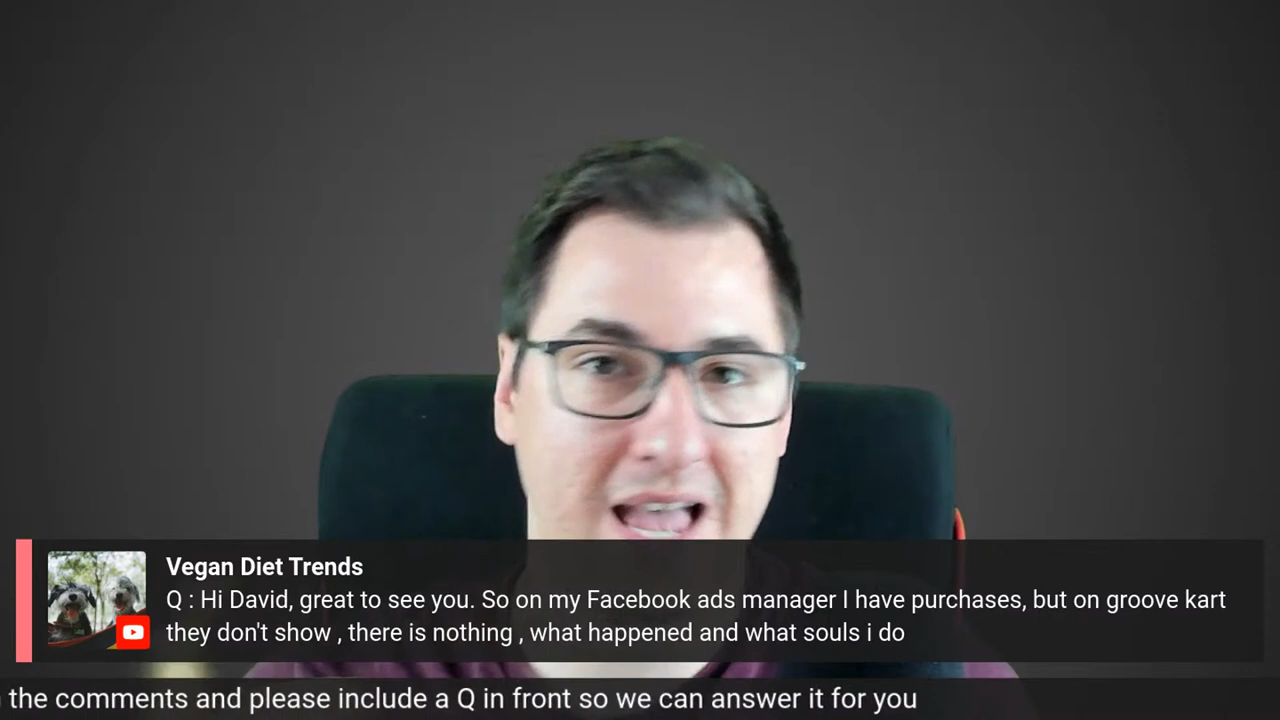 Vegan Diet Trends
Q : Hi David, great to see you. So on my Facebook ads manager I have purchases, but on groove kart
they don't show , there is nothing , what happened and what souls i do
the comments and please include a Q in front so we can answer it for you